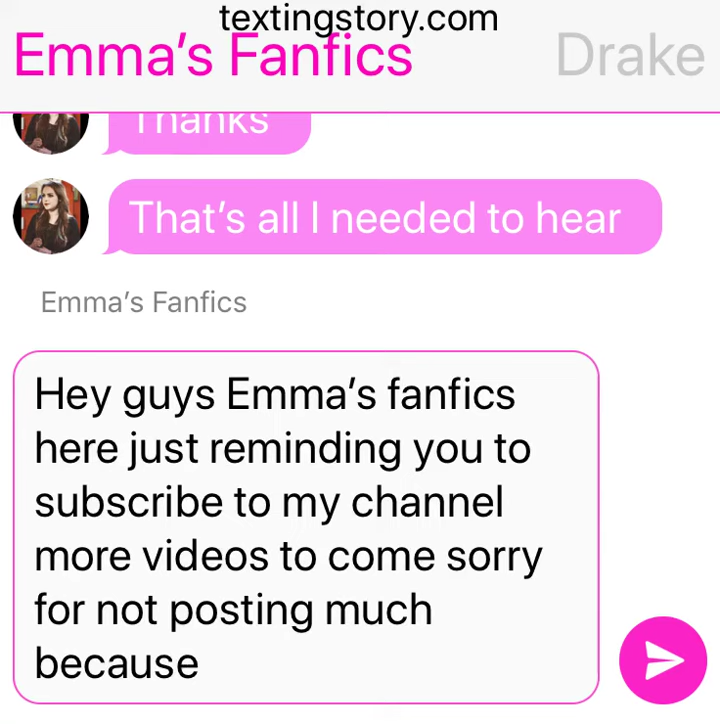 textingstory.com
Emma's Fanfics Drake
Thanks
That's all I needed to hear
Emma's Fanfics
Hey guys Emma's fanfics
here just reminding you to
subscribe to my channel
more videos to come sorry
for not posting much
because